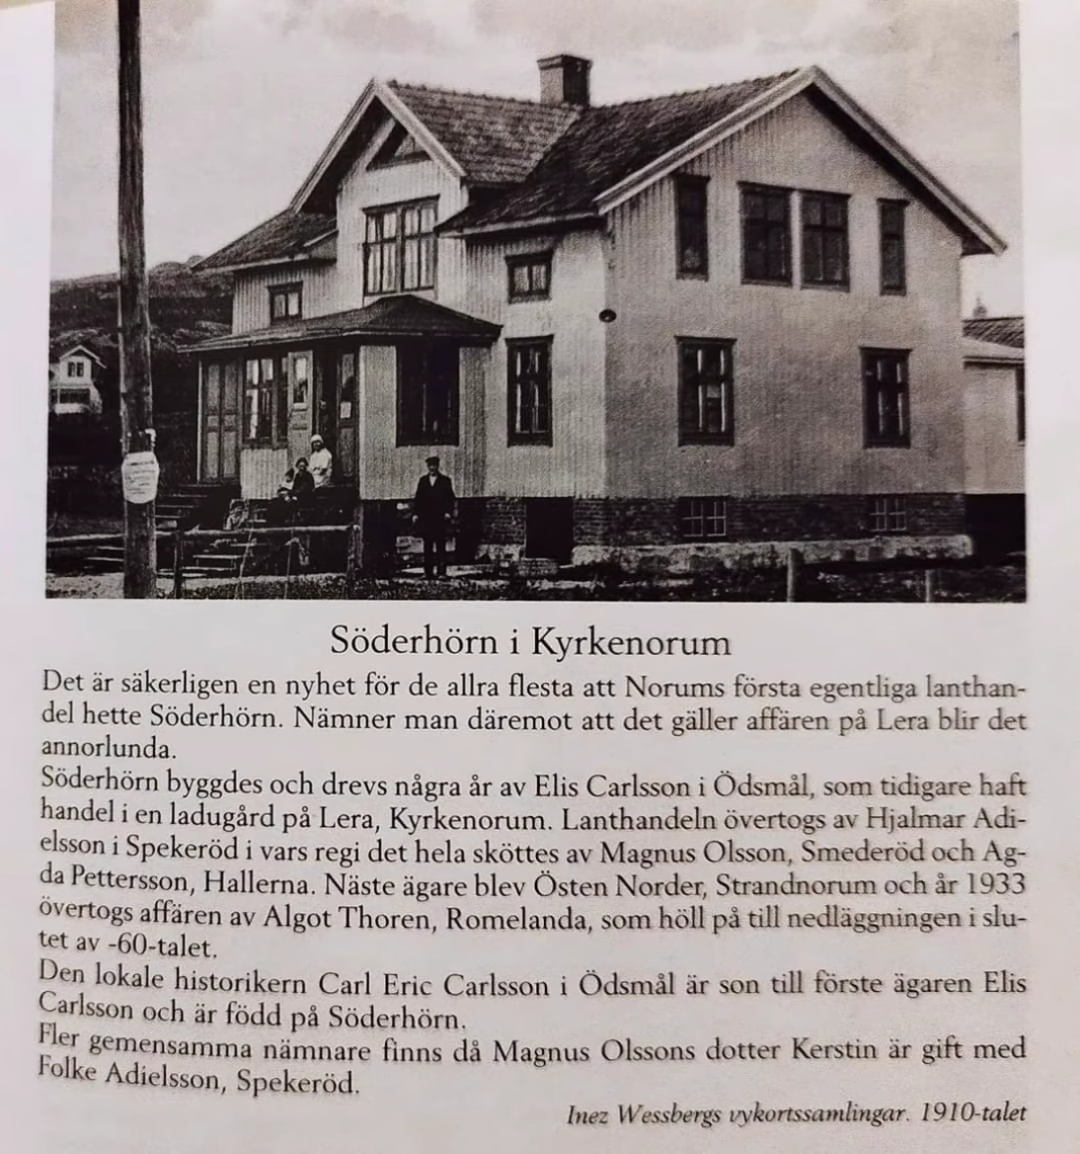 Söderhörn i Kyrkenorum
Det är säkerligen en nyhet för de allra flesta att Norums första egentliga lanthan-
del hette Söderhörn. Nämner man däremot att det gäller affären på Lera blir det
annorlunda.
Söderhörn byggdes och drevs några år av Elis Carlsson i Ödsmål, som tidigare haft
handel i en ladugård på Lera, Kyrkenorum. Lanthandeln övertogs av Hjalmar Adi-
elsson i Spekeröd i vars regi det hela sköttes av Magnus Olsson, Smederöd och Ag-
da Pettersson, Hallerna. Näste ägare blev Östen Norder, Strandnorum och år 1933
övertogs affären av Algot Thoren, Romelanda, som höll på till nedläggningen i slu-
tet av -60-talet.
Den lokale historikern Carl Eric Carlsson i Ödsmål är son till förste ägaren Elis
Carlsson och är född på Söderhörn.
Fler gemensamma nämnare finns då Magnus Olssons dotter Kerstin är gift med
Folke Adielsson, Spekeröd.
Inez Wessbergs vykortssamlingar. 1910-talet